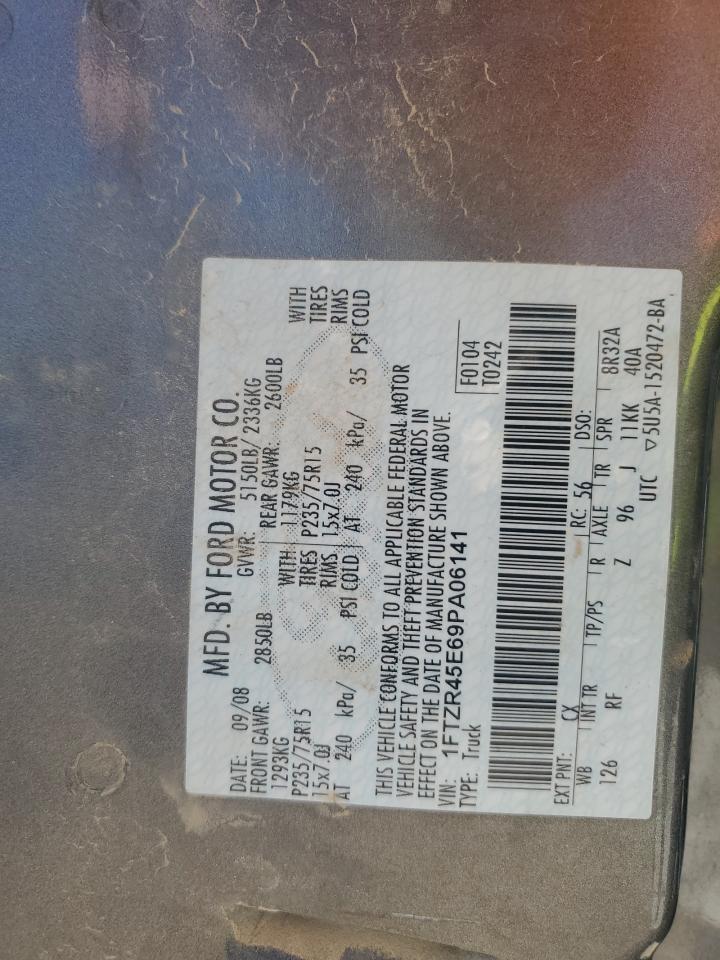 MFD. BY FORD MOTOR CO.
DATE: 09/08 GVWR: 5150LB/ 2336KG
FRONT GAWR: 2850LB REAR GAWR: 2600LB
1293KG WITH 1179KG WITH
P235/75R15 TIRES P235/75R15 TIRES
15x7.0J RIMS 15x7.0J RIMS
AT 240 kPa/ 35 PSI COLD AT 240 kPa/ 35 PSI COLD
THIS VEHICLE CONFORMS TO ALL APPLICABLE FEDERAL MOTOR
VEHICLE SAFETY AND THEFT PREVENTION STANDARDS IN
EFFECT ON THE DATE OF MANUFACTURE SHOWN ABOVE.
VIN: 1FTZR45E69PA06141 F0104
TYPE: Truck T0242
EXT PNT: CX RC: 56 DSO:
WB INT TR TP/PS R AXLE TR SPR 8R32A
126 RF Z 96 J 11KK 40A
UTC ▽5U5A-1520472-BA